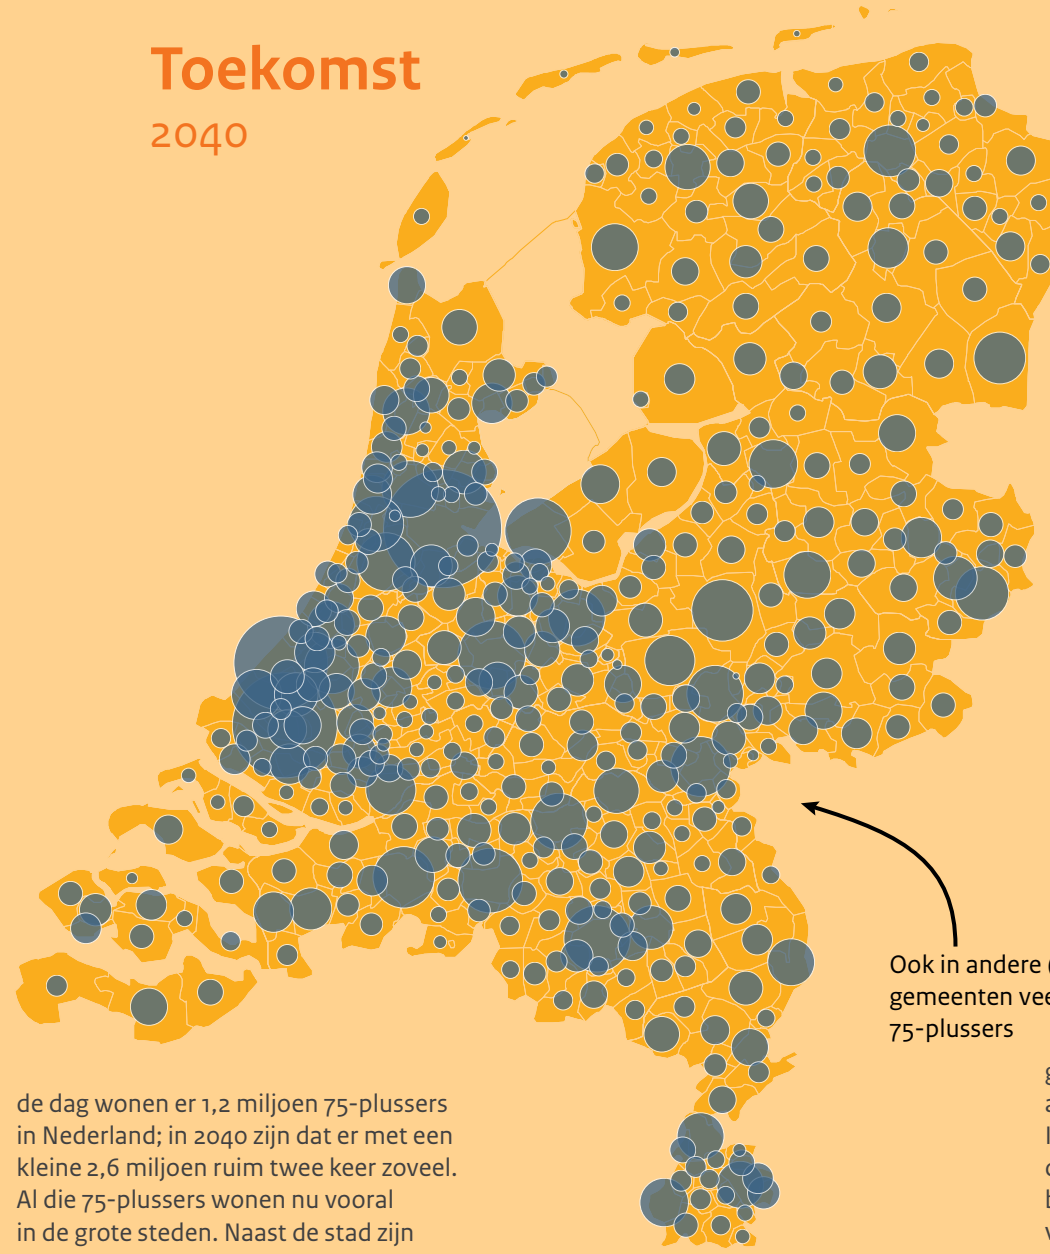 Toekomst
2040
Ook in andere
gemeenten
75-plussers
de dag wonen er 1,2 miljoen 75-plussers
in Nederland; in 2040 zijn dat er met een
kleine 2,6 miljoen ruim twee keer zoveel.
Al die 75-plussers wonen nu vooral
in de grote steden. Naast de stad zijn